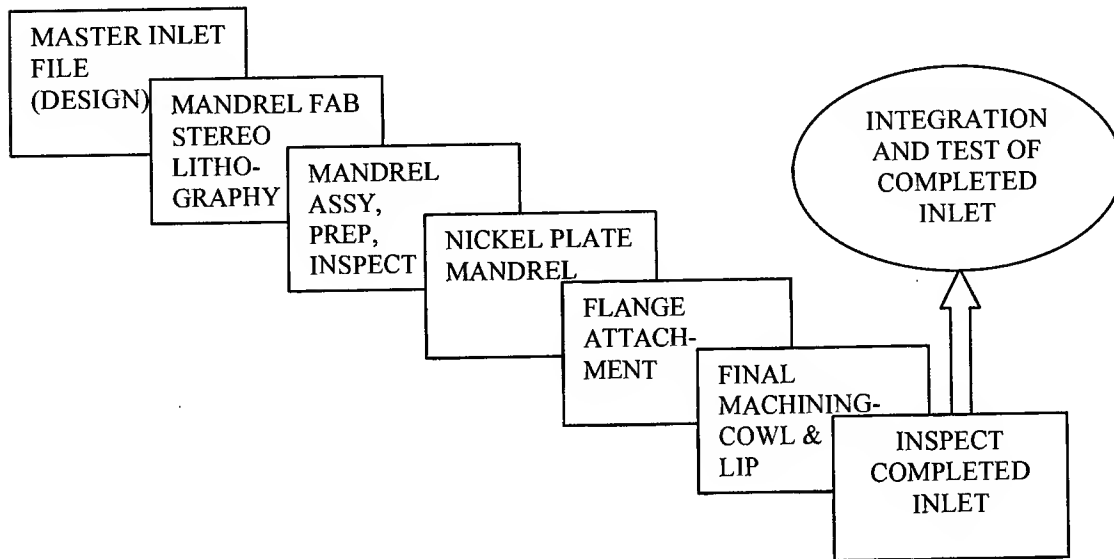 MASTER INLET
FILE
(DESIGN)
MANDREL FAB
STEREO
LITHO-
GRAPHY
MANDREL
ASSY,
PREP,
INSPECT
NICKEL PLATE
MANDREL
FLANGE
ATTACH-
MENT
FINAL
MACHINING-
COWL &
LIP
INSPECT
COMPLETED
INLET
INTEGRATION
AND TEST OF
COMPLETED
INLET